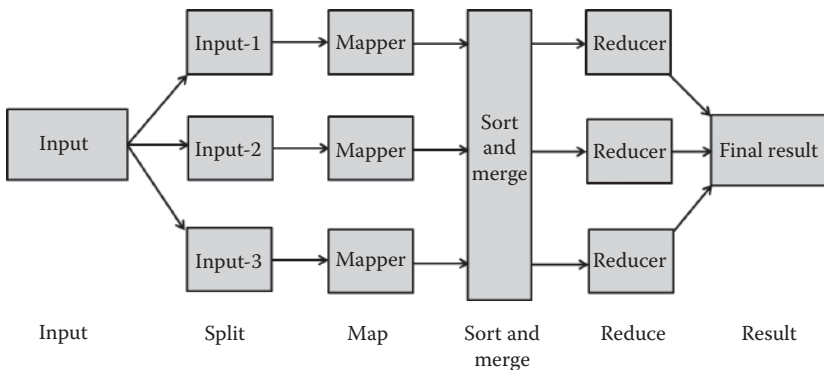 Input
Input-1
Input-2
Input-3
Mapper
Mapper
Mapper
Sort
and
merge
Reducer
Reducer
Reducer
Final result
Input
Split
Map
Sort and
merge
Reduce
Result